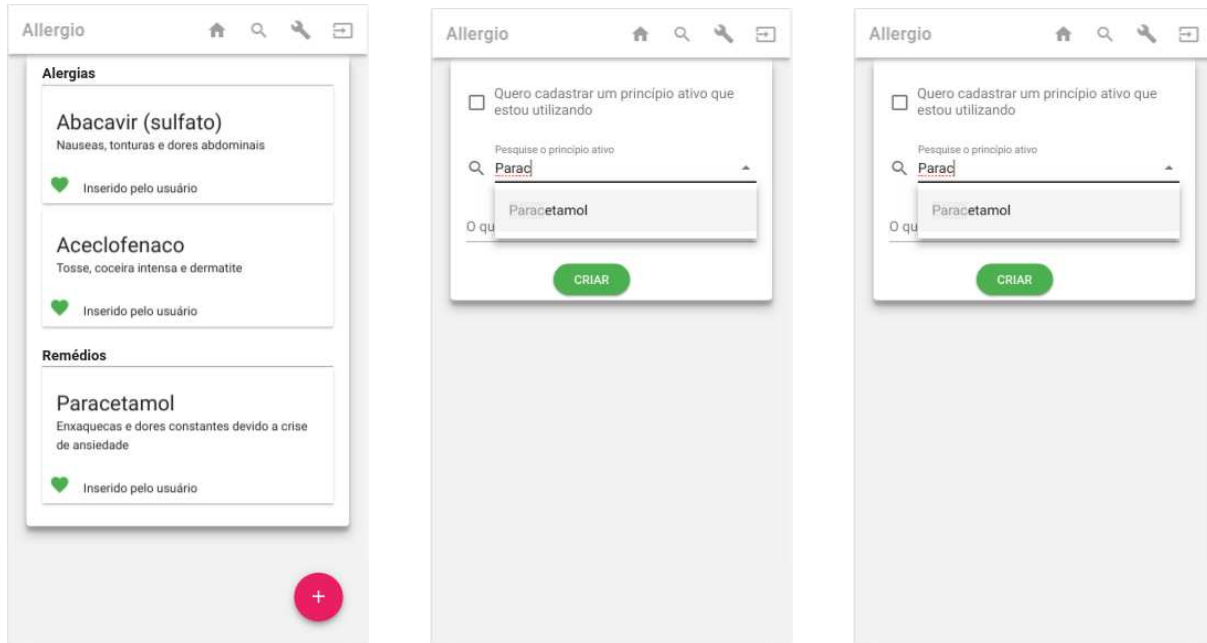 Allergio
Alergias
Abacavir (sulfato)
Nauseas, tonturas e dores abdominais
Inserido pelo usuário
Aceclofenaco
Tosse, coceira intensa e dermatite
Inserido pelo usuário
Remédios
Paracetamol
Enxaquecas e dores constantes devido a crise
de ansiedade
Inserido pelo usuário
+
Allergio
Quero cadastrar um princípio ativo que
estou utilizando
Pesquise o princípio ativo
Parac
Paracetamol
O qu
CRIAR
Allergio
Quero cadastrar um princípio ativo que
estou utilizando
Pesquise o princípio ativo
Parac
Paracetamol
O qu
CRIAR